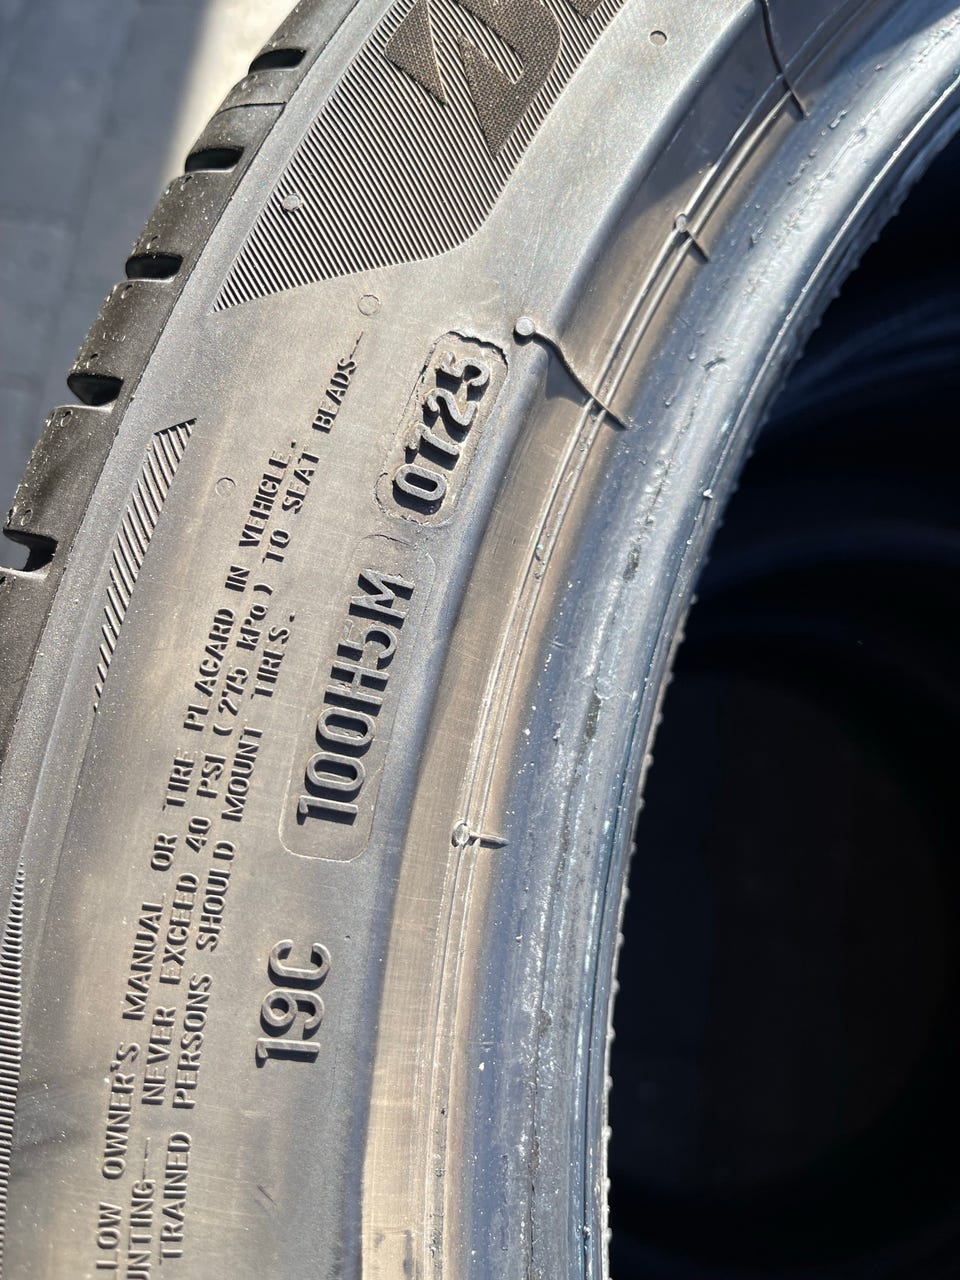 LOW OWNER'S MANUAL OR TIRE PLACARD IN VEHICLE.
UNTING— NEVER EXCEED 40 PSI (275 kPa) TO SEAT BEADS—
TRAINED PERSONS SHOULD MOUNT TIRES.
19C
100H5M
0725